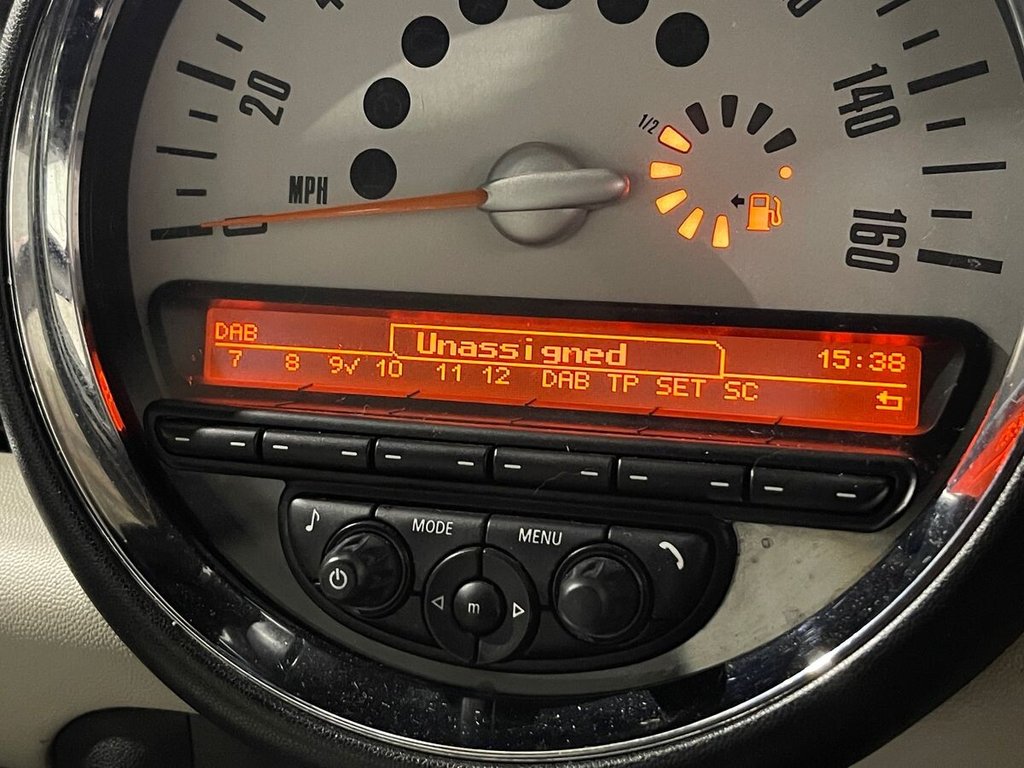 20
140
1/2
MPH
0
160
DAB Unassigned 15:38
7 8 9✓ 10 11 12 DAB TP SET SC
MODE MENU
m